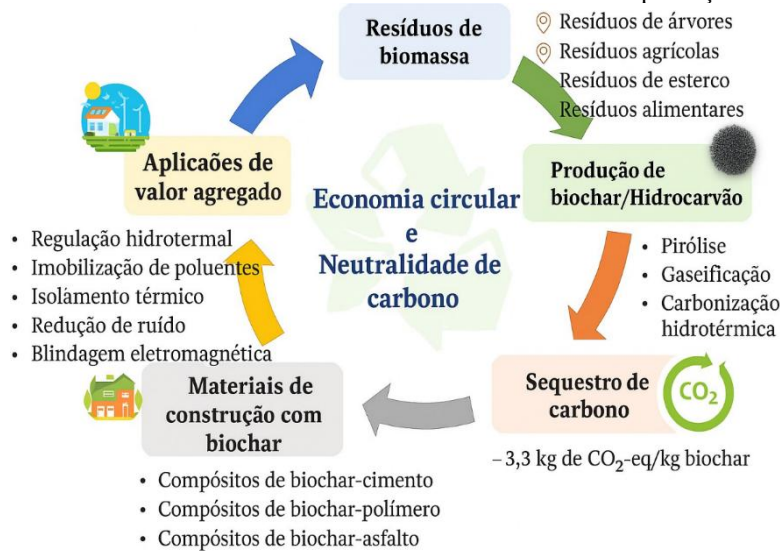 Resíduos de
biomassa
Resíduos de árvores
Resíduos agrícolas
Resíduos de esterco
Resíduos alimentares
Produção de
biochar/Hidrocarvão
• Pirólise
• Gaseificação
• Carbonização
hidrotérmica
Sequestro de
carbono
CO₂
– 3,3 kg de CO₂-eq/kg biochar
Materiais de
construção com
biochar
• Compósitos de biochar-cimento
• Compósitos de biochar-polímero
• Compósitos de biochar-asfalto
Aplicaões de
valor agregado
• Regulação hidrotermal
• Imobilização de poluentes
• Isolamento térmico
• Redução de ruído
• Blindagem eletromagnética
Economia circular
e
Neutralidade de
carbono